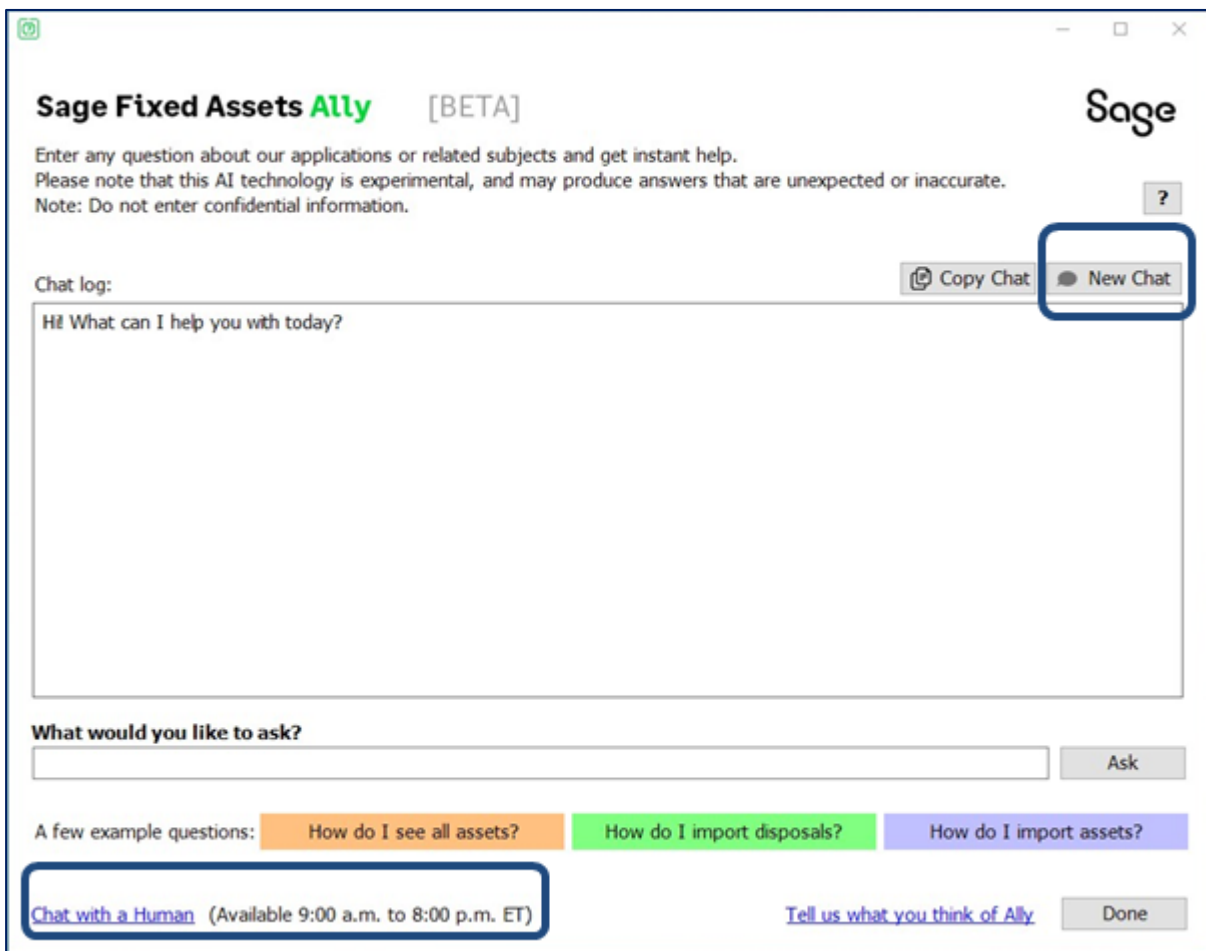 Sage Fixed Assets Ally [BETA]
Sage
Enter any question about our applications or related subjects and get instant help.
Please note that this AI technology is experimental, and may produce answers that are unexpected or inaccurate.
Note: Do not enter confidential information.
?
Chat log:
Copy Chat
New Chat
Hi! What can I help you with today?
What would you like to ask?
Ask
A few example questions: How do I see all assets? How do I import disposals? How do I import assets?
Chat with a Human (Available 9:00 a.m. to 8:00 p.m. ET)
Tell us what you think of Ally
Done